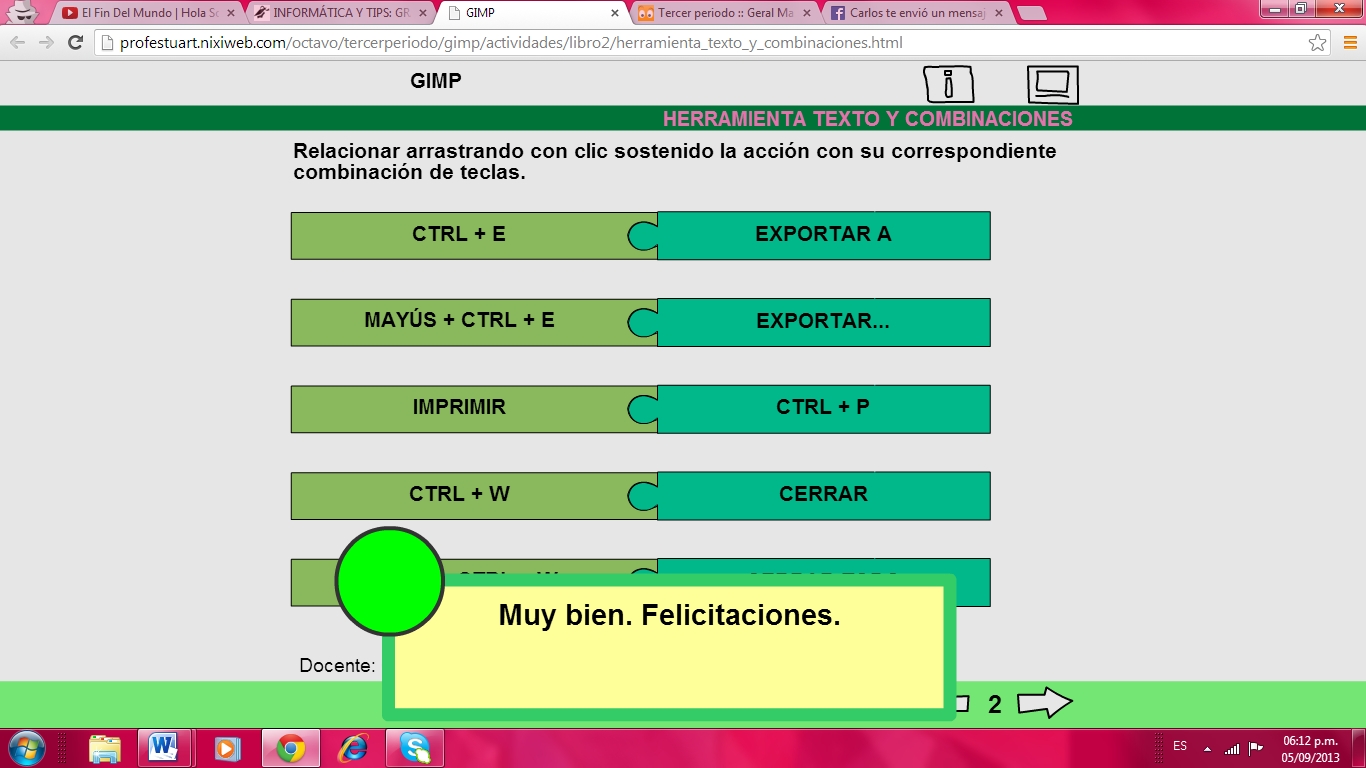 El Fin Del Mundo | Hola So
INFORMÁTICA Y TIPS: GR
GIMP
Tercer periodo :: Geral Ma
Carlos te envió un mensaj
profestuart.nixiweb.com/octavo/tercerperiodo/gimp/actividades/libro2/herramienta_texto_y_combinaciones.html
GIMP
HERRAMIENTA TEXTO Y COMBINACIONES
Relacionar arrastrando con clic sostenido la acción con su correspondiente
combinación de teclas.
CTRL + E EXPORTAR A
MAYÚS + CTRL + E EXPORTAR...
IMPRIMIR CTRL + P
CTRL + W CERRAR
Muy bien. Felicitaciones.
Docente:
2
ES
06:12 p.m.
05/09/2013